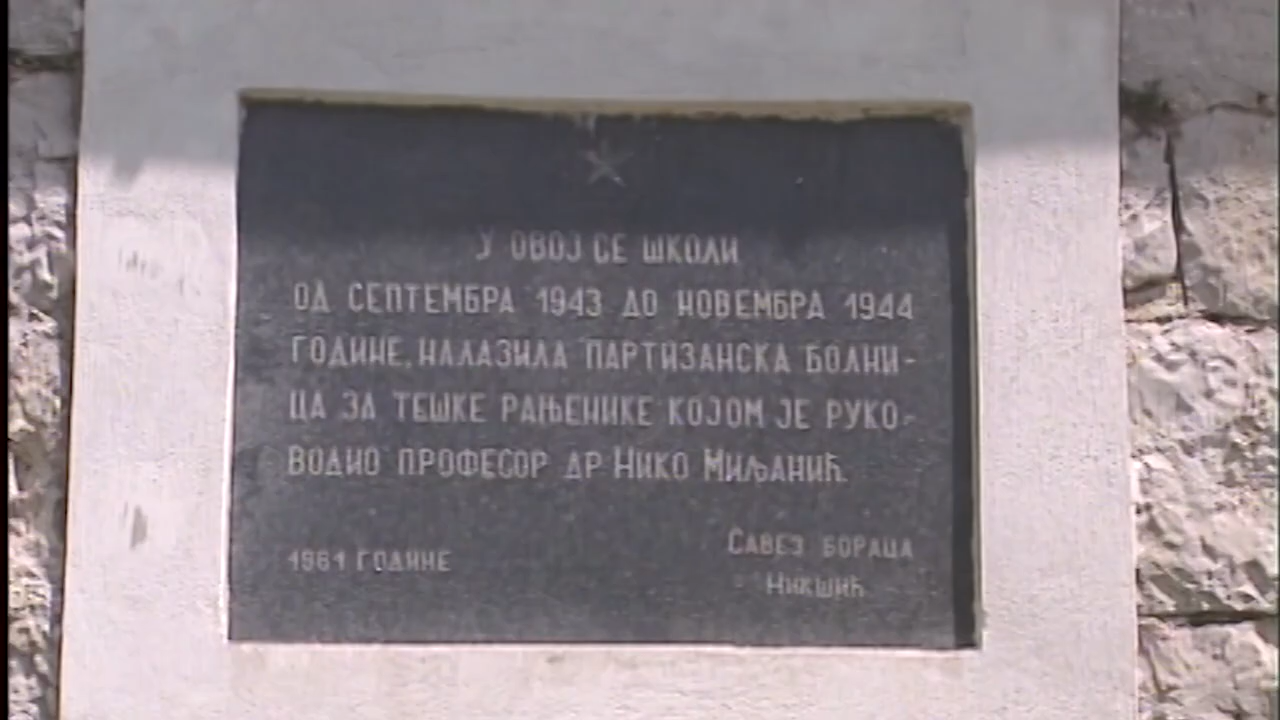 У ОВОЈ СЕ ШКОЛИ
ОД СЕПТЕМБРА 1943 ДО НОВЕМБРА 1944
ГОДИНЕ, НАЛАЗИЛА ПАРТИЗАНСКА БОЛНИ-
ЦА ЗА ТЕШКЕ РАЊЕНИКЕ КОЈОМ ЈЕ РУКО-
ВОДИО ПРОФЕСОР ДР НИКО МИЉАНИЋ.
1961 ГОДИНЕ
САВЕЗ БОРАЦА
НИКШИЋ